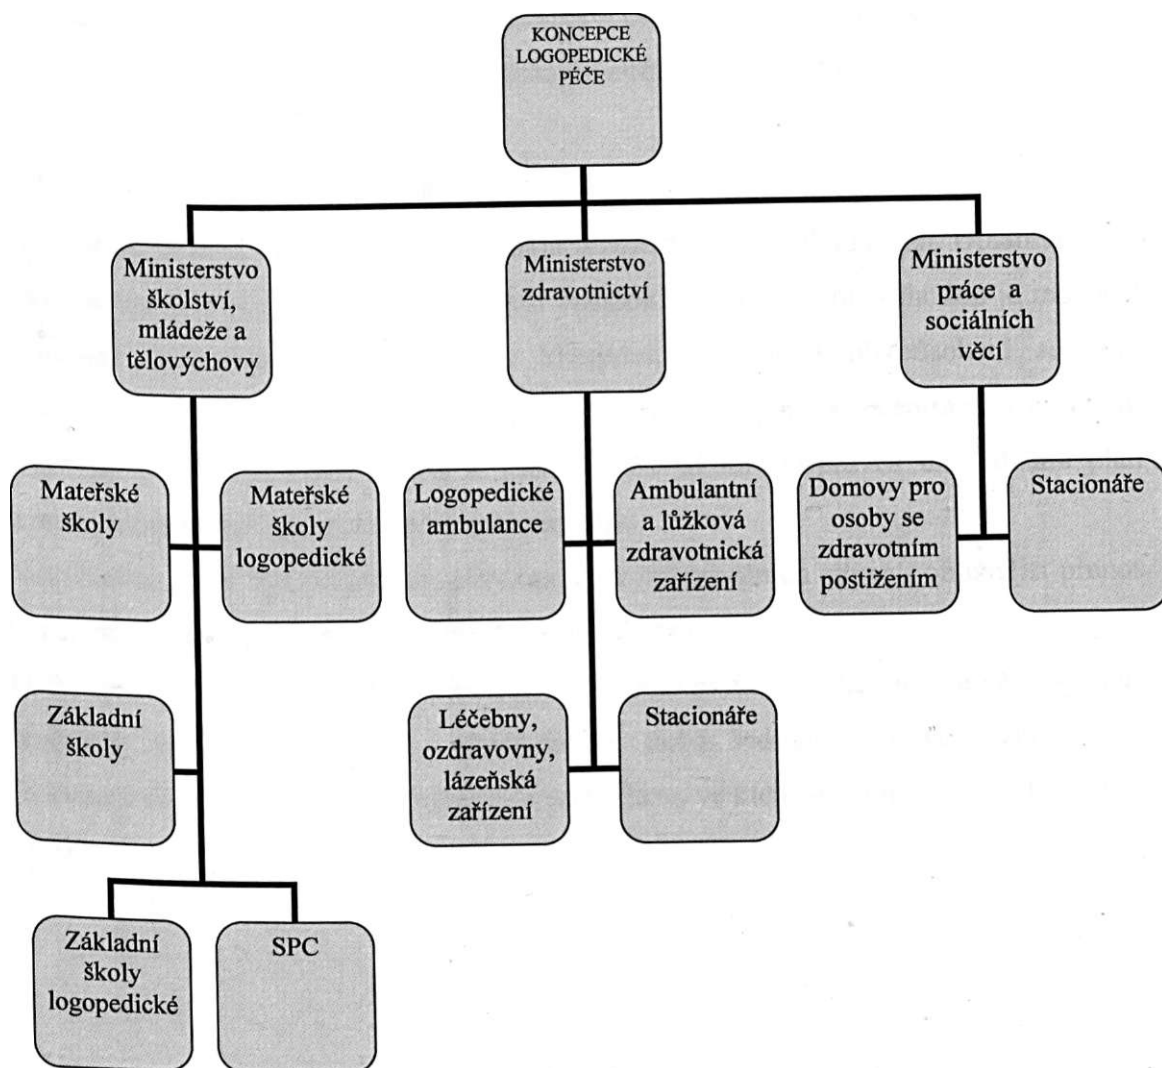 KONCEPCE
LOGOPEDICKÉ
PÉČE
Ministerstvo
školství,
mládeže a
tělovýchovy
Ministerstvo
zdravotnictví
Ministerstvo
práce a
sociálních
věcí
Mateřské
školy
Mateřské
školy
logopedické
Logopedické
ambulance
Ambulantní
a lůžková
zdravotnická
zařízení
Domovy pro
osoby se
zdravotním
postižením
Stacionáře
Základní
školy
Léčebny,
ozdravovny,
lázeňská
zařízení
Stacionáře
Základní
školy
logopedické
SPC